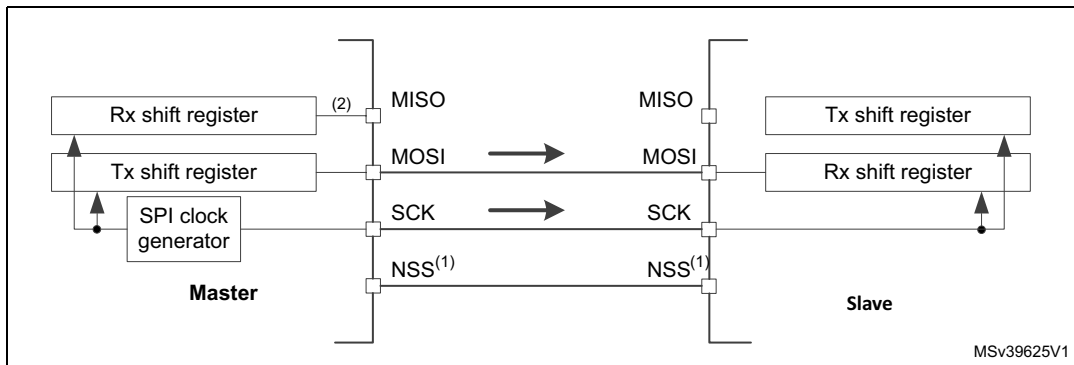 MISO
MISO
Rx shift register
(2)
Tx shift register
MOSI
MOSI
Tx shift register
Rx shift register
SPI clock
generator
SCK
SCK
NSS(1)
NSS(1)
Master
Slave
MSv39625V1